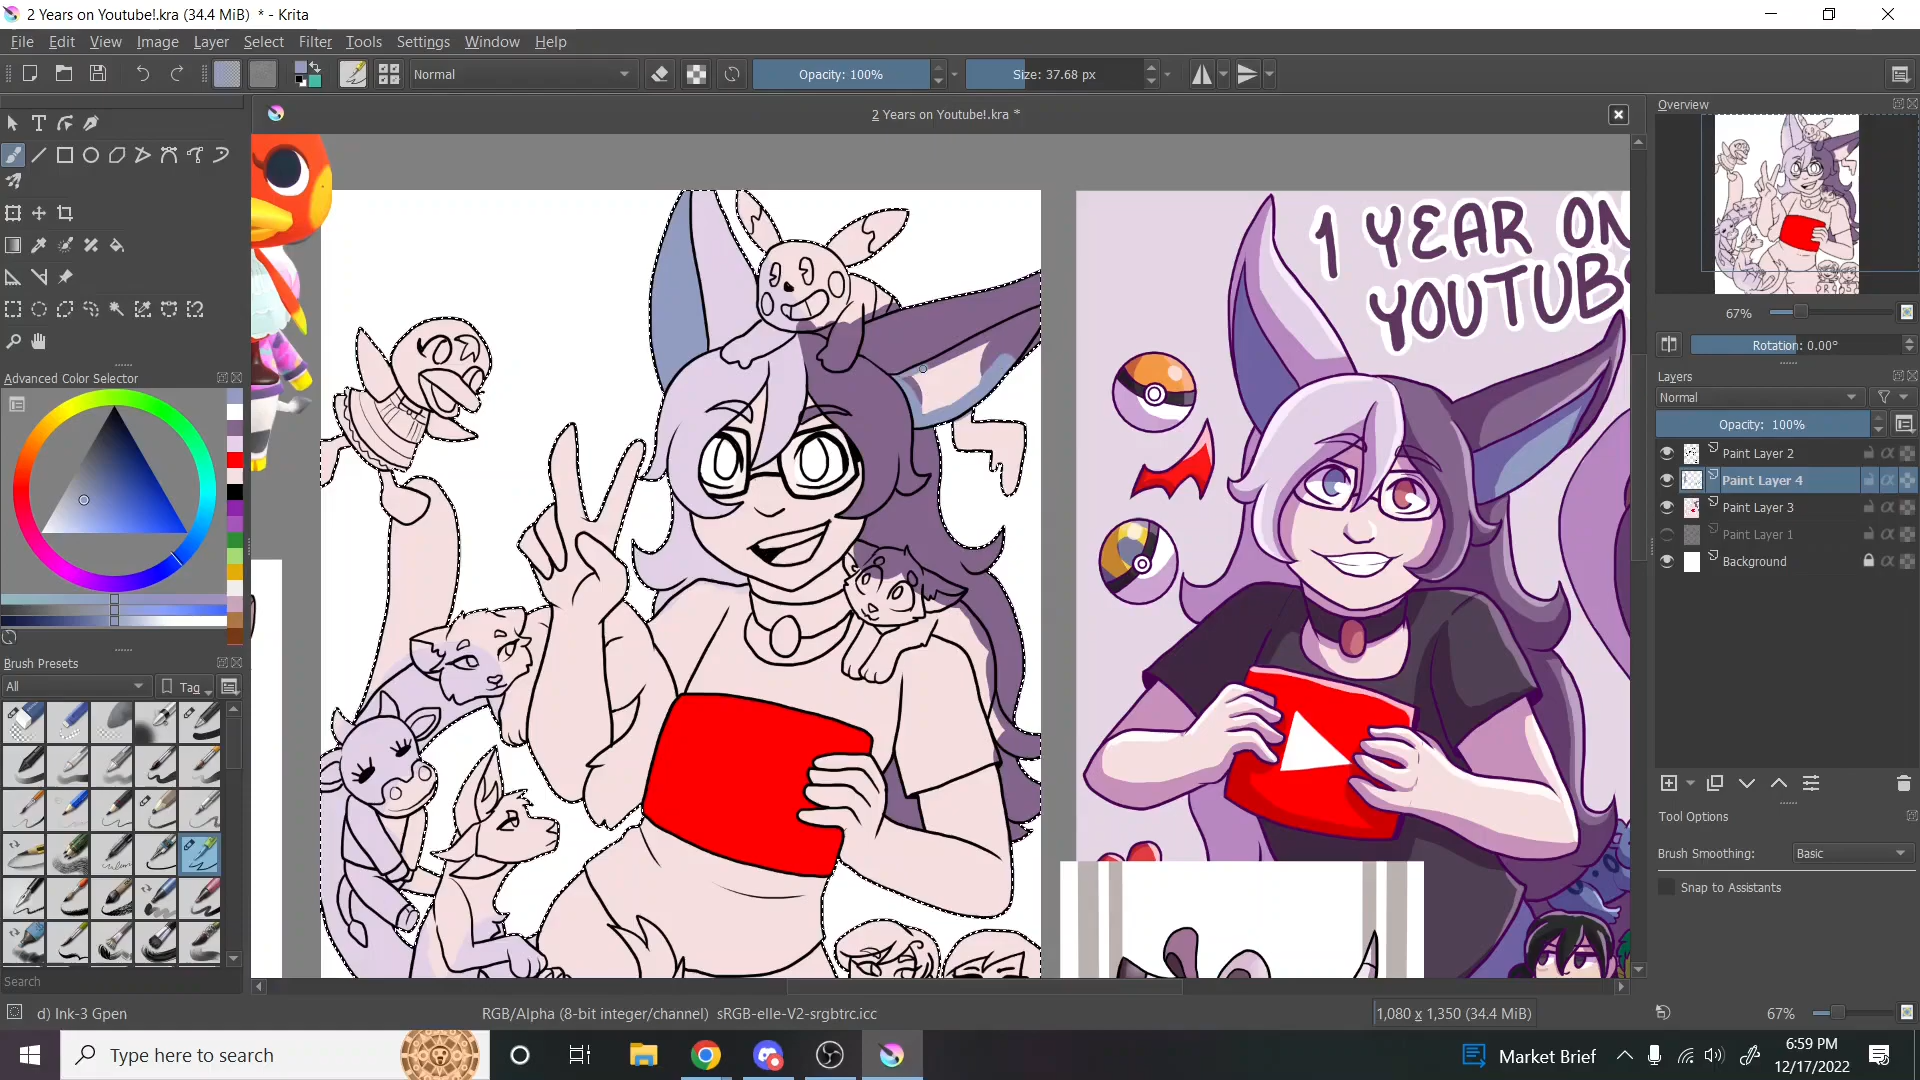 2 Years on Youtube!.kra (34.4 MiB)  * - Krita
File Edit View Image Layer Select Filter Tools Settings Window Help
Normal
Opacity: 100%
Size: 37.68 px
2 Years on Youtube!.kra *
Overview
67%
Rotation: 0.00°
Advanced Color Selector
Layers
Normal
Opacity:  100%
Paint Layer 2
Paint Layer 4
Paint Layer 3
Paint Layer 1
Background
1 YEAR ON
YOUTUB
Brush Presets
All
Tag
Tool Options
Brush Smoothing:
Basic
Snap to Assistants
Search
d) Ink-3 Gpen
RGB/Alpha (8-bit integer/channel)  sRGB-elle-V2-srgbtrc.icc
1,080 x 1,350 (34.4 MiB)
67%
Type here to search
Market Brief
6:59 PM
12/17/2022